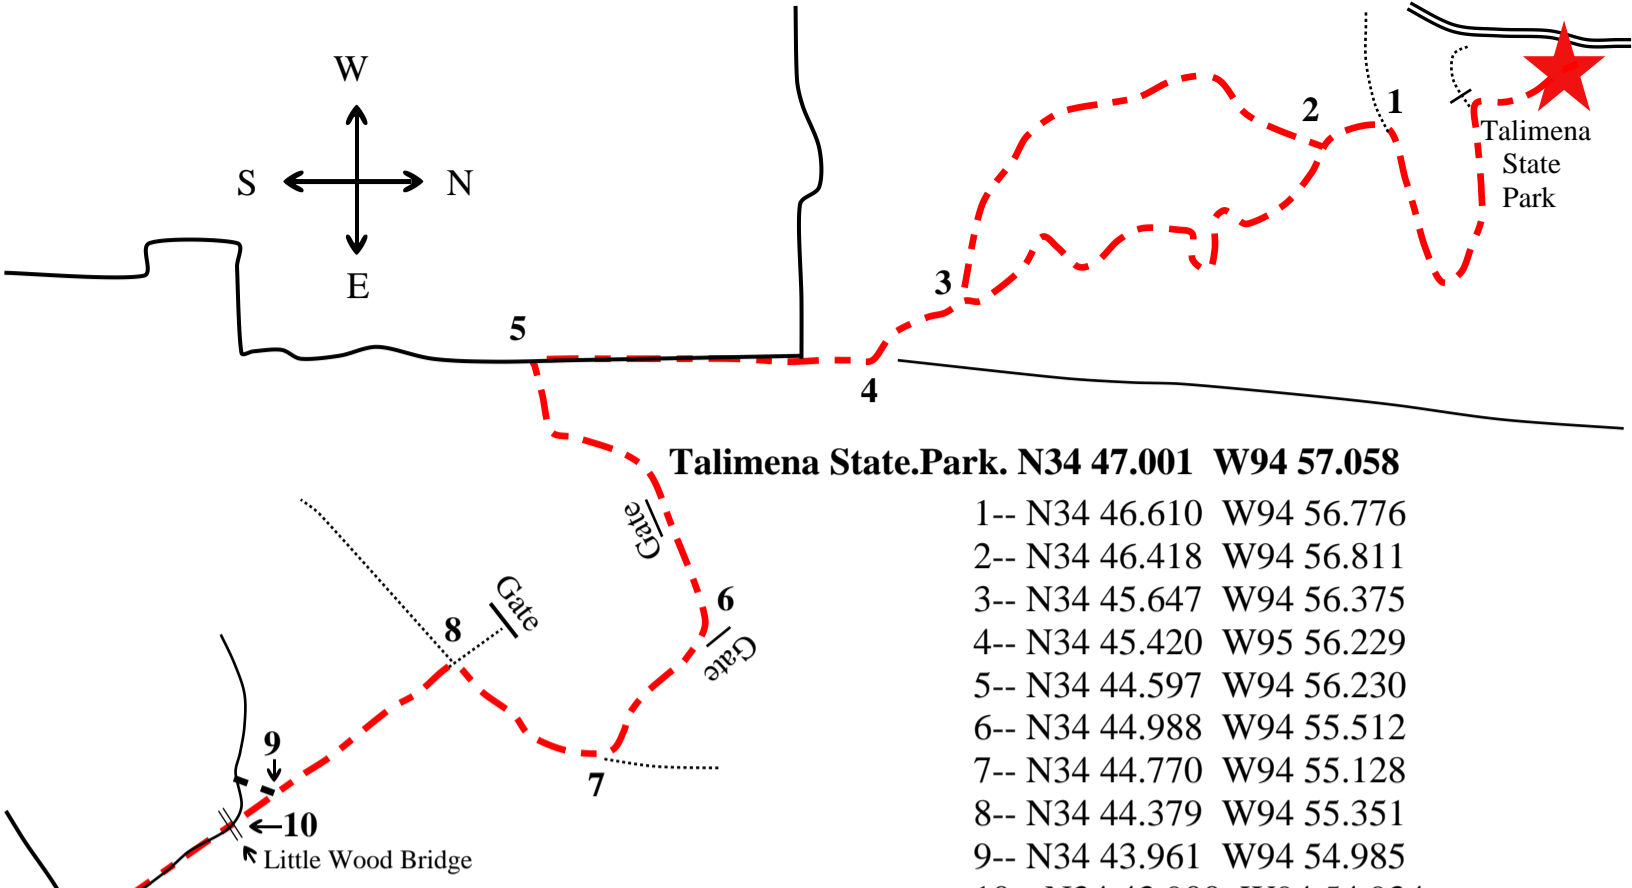 W
S
N
E
1
2
3
4
5
6
7
8
9
10
Talimena
State
Park
Gate
Gate
Gate
Little Wood Bridge
Talimena State.Park. N34 47.001 W94 57.058
1-- N34 46.610 W94 56.776
2-- N34 46.418 W94 56.811
3-- N34 45.647 W94 56.375
4-- N34 45.420 W95 56.229
5-- N34 44.597 W94 56.230
6-- N34 44.988 W94 55.512
7-- N34 44.770 W94 55.128
8-- N34 44.379 W94 55.351
9-- N34 43.961 W94 54.985